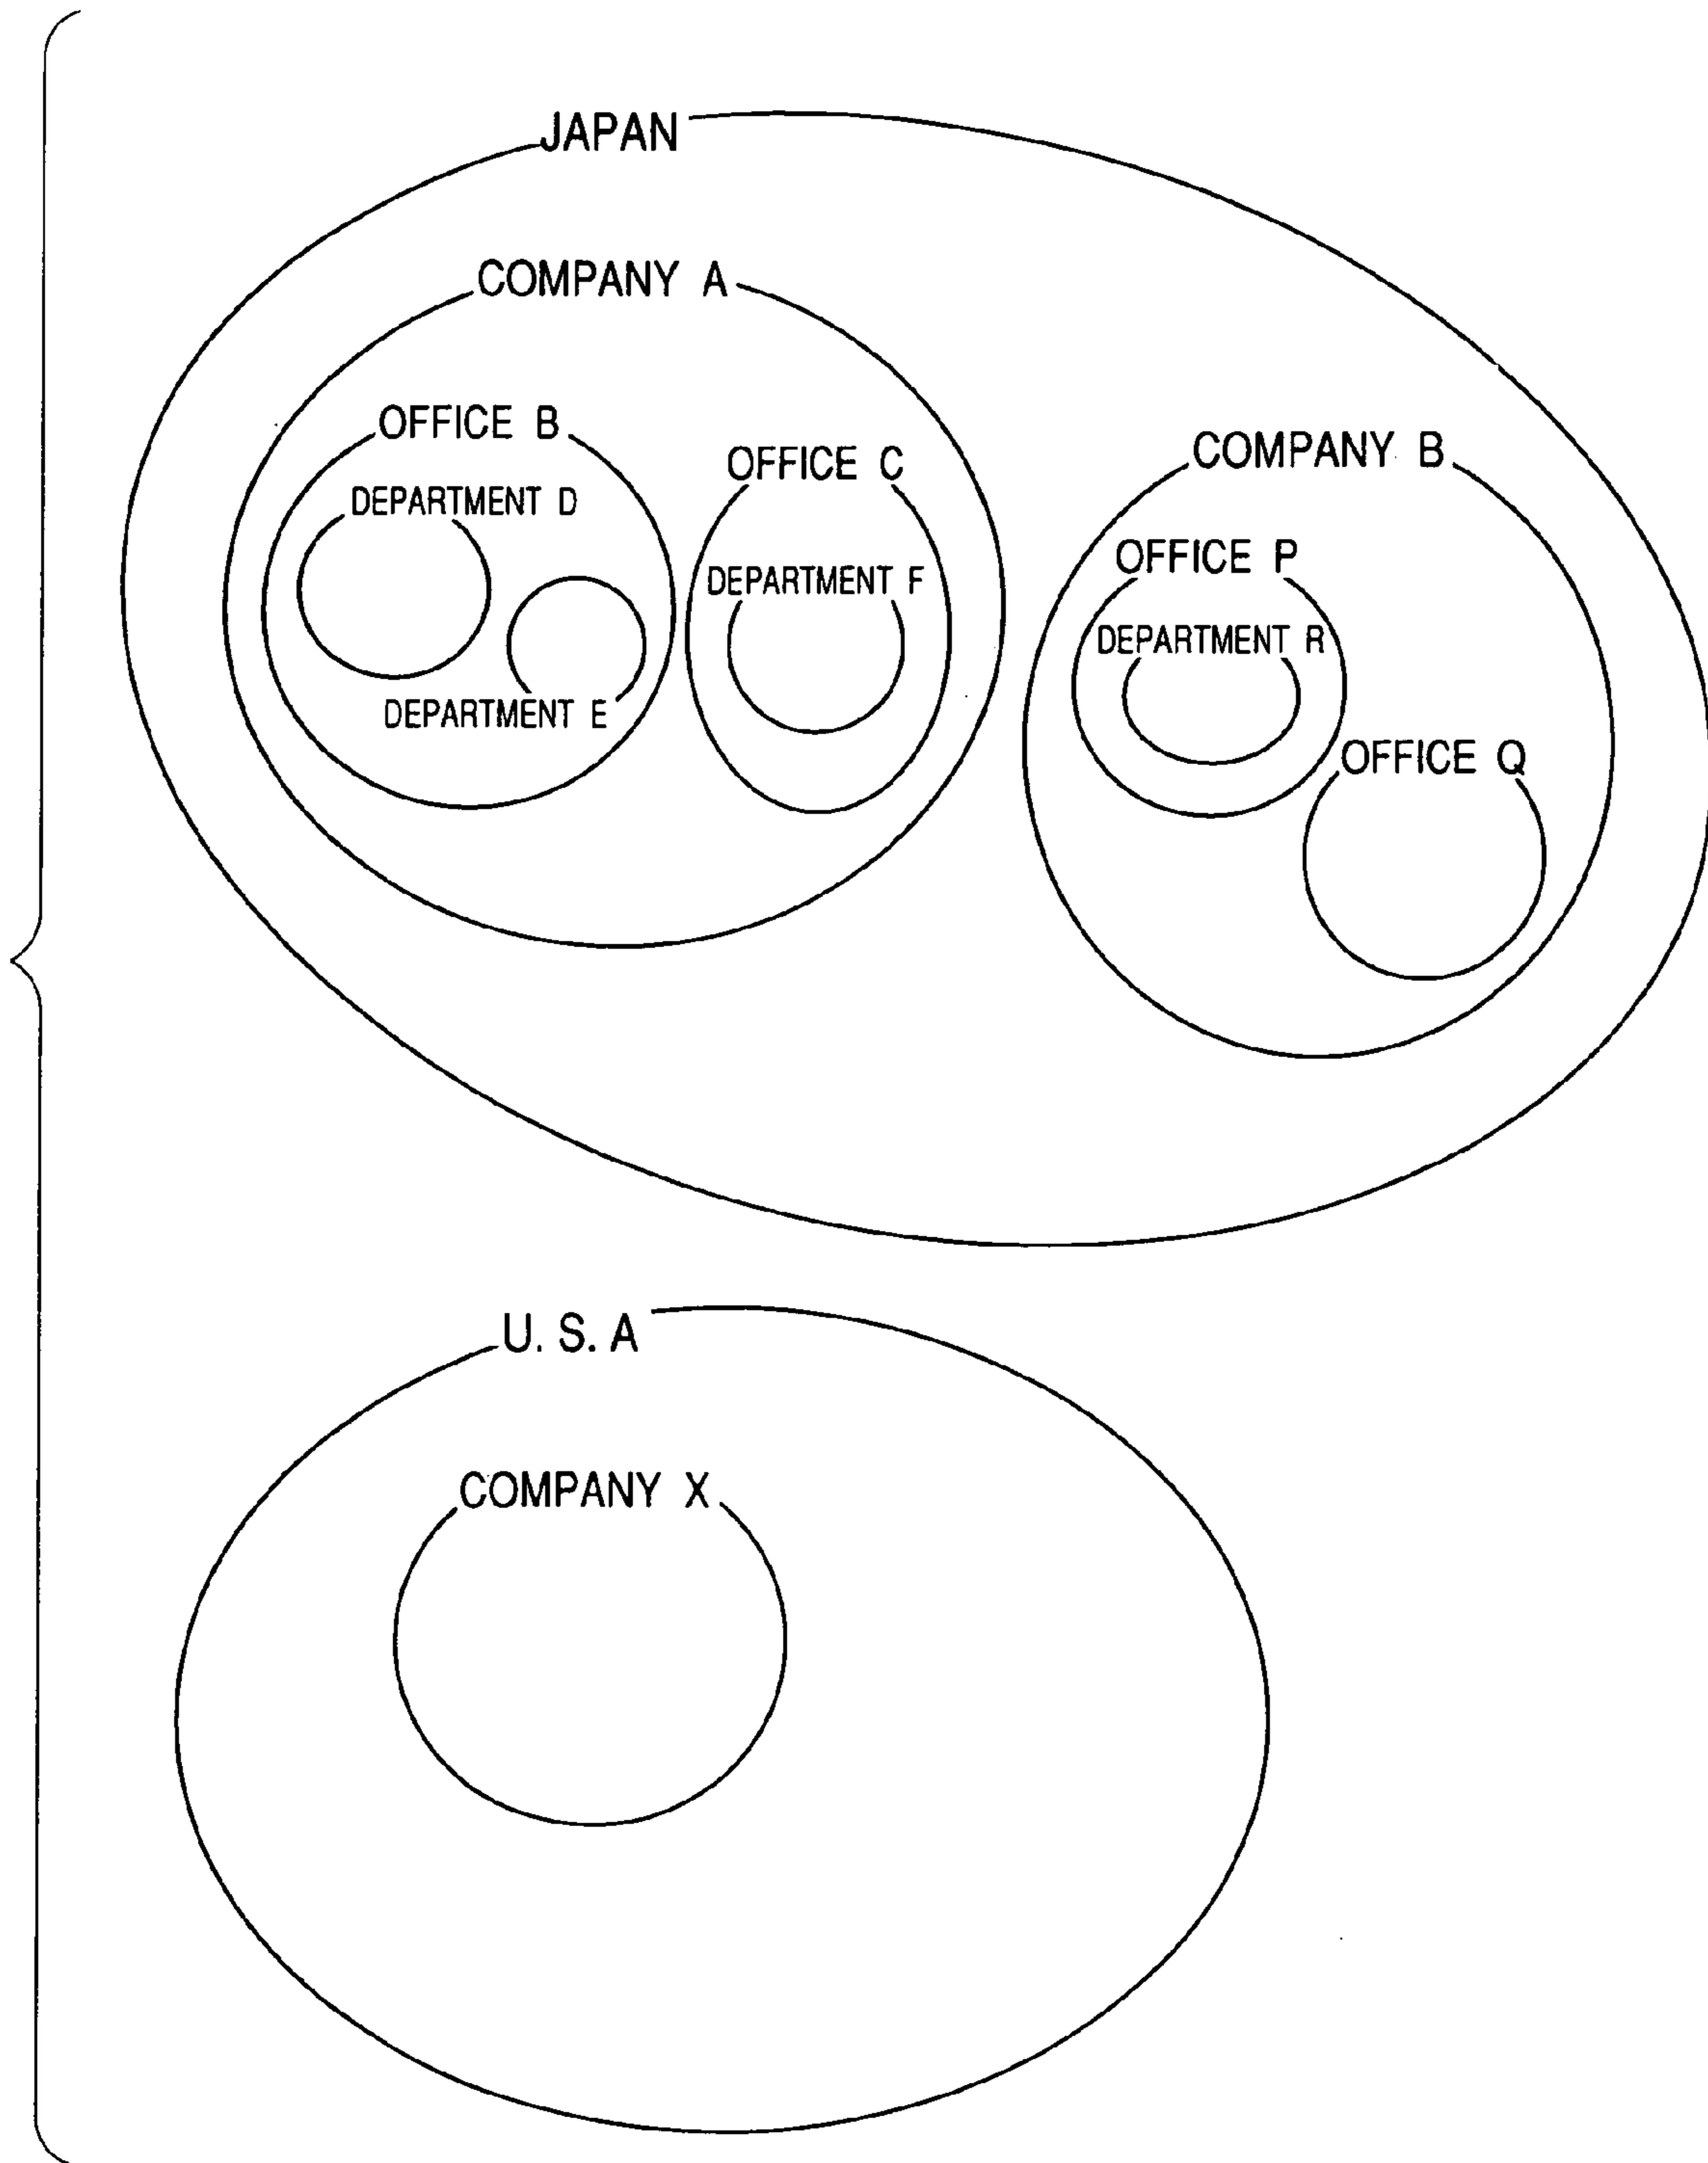 JAPAN
COMPANY A
OFFICE B
OFFICE C
DEPARTMENT D
DEPARTMENT F
DEPARTMENT E
COMPANY B
OFFICE P
DEPARTMENT R
OFFICE Q
U. S. A
COMPANY X